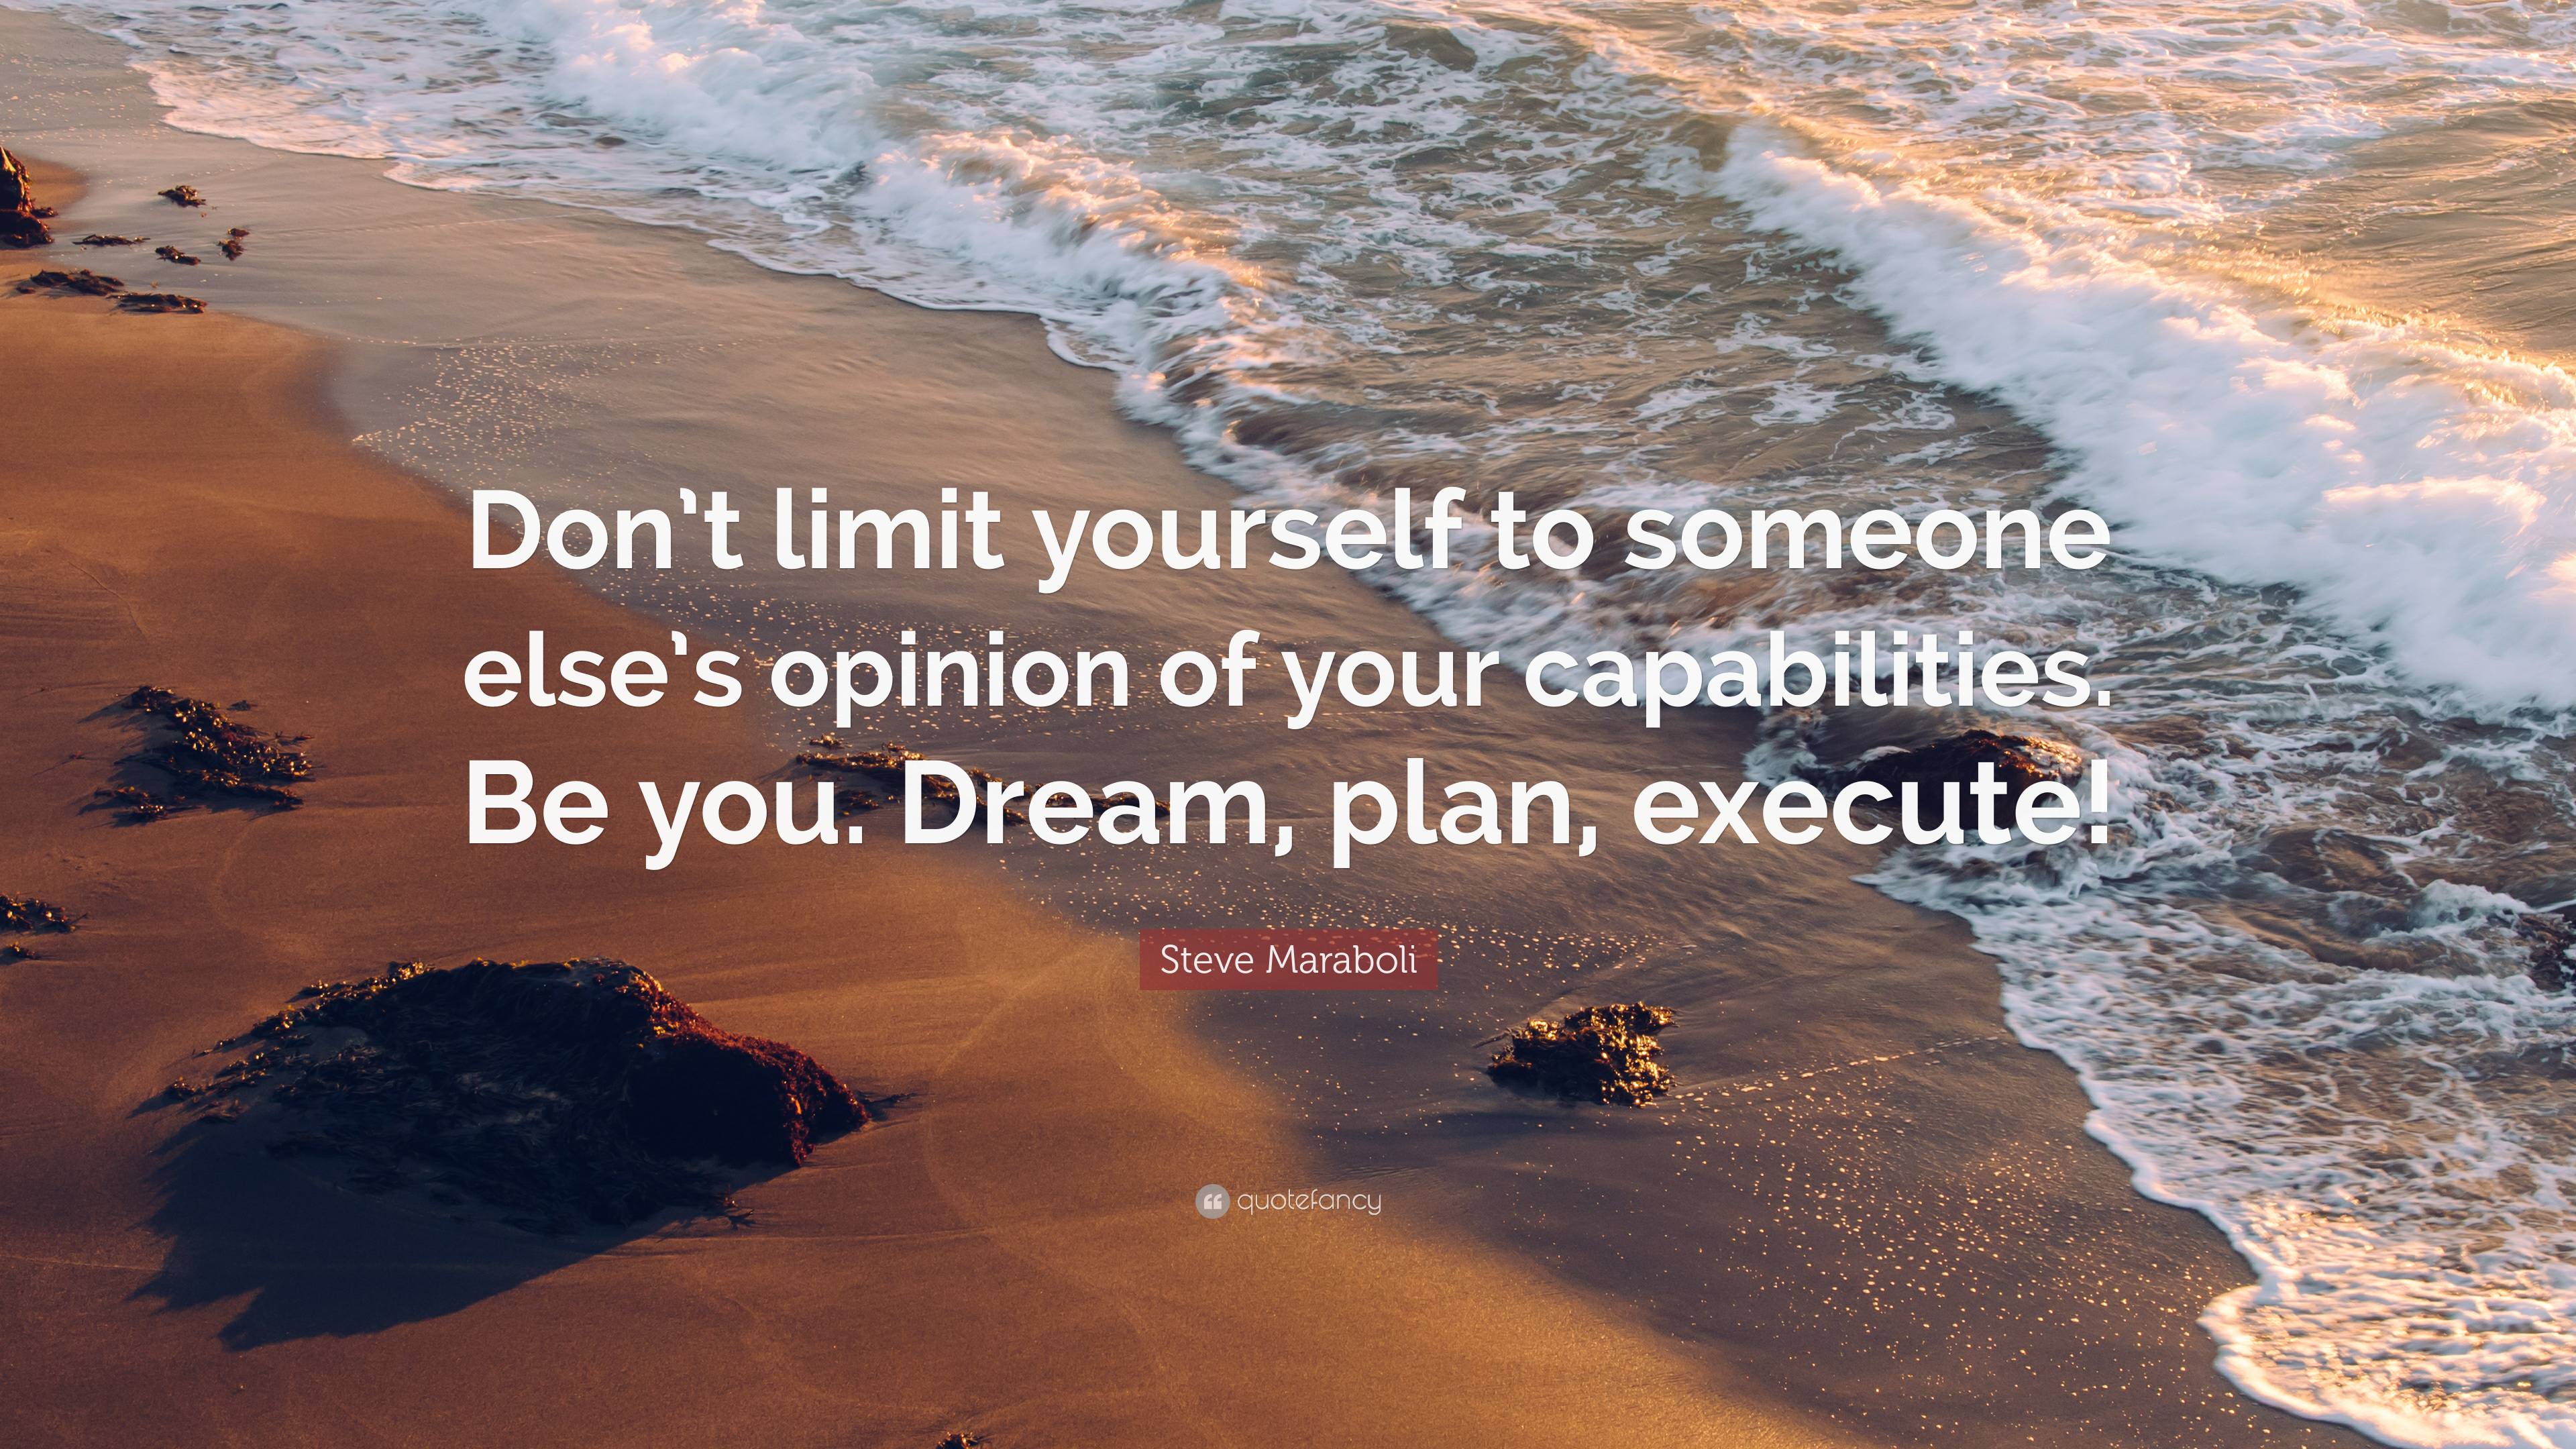 Don’t limit yourself to someone
else’s opinion of your capabilities.
Be you. Dream, plan, execute!
Steve Maraboli
quotefancy